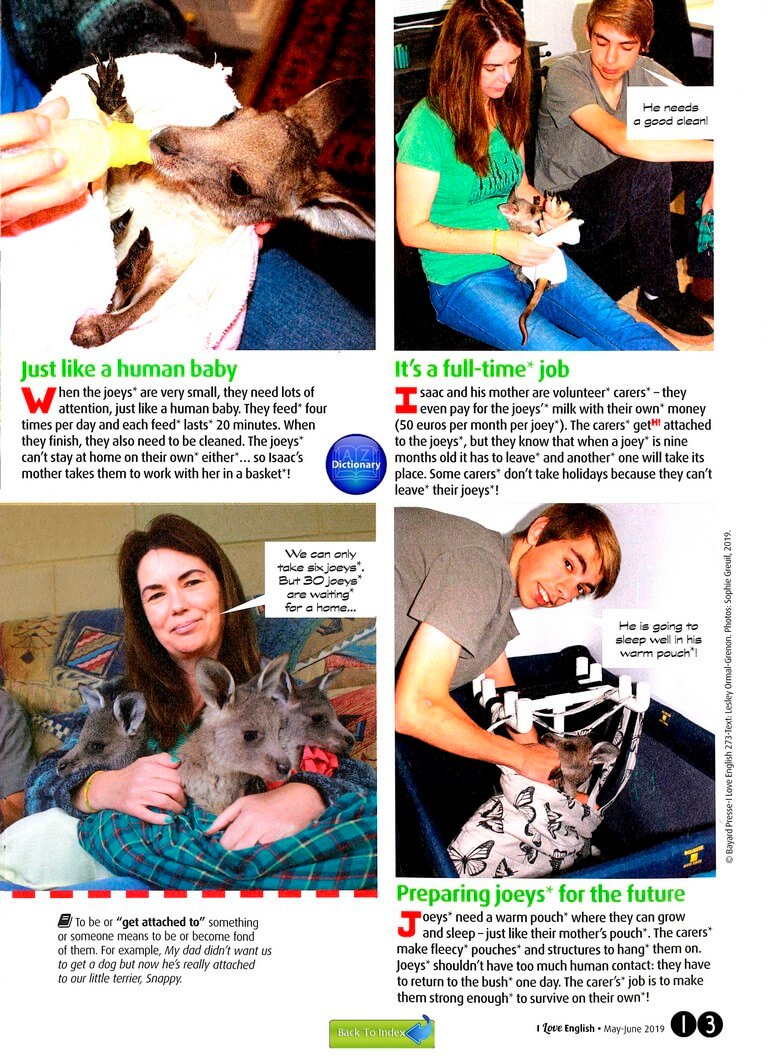 He needs
a good clean!
Just like a human baby
When the joeys* are very small, they need lots of
attention, just like a human baby. They feed* four
times per day and each feed* lasts* 20 minutes. When
they finish, they also need to be cleaned. The joeys*
can't stay at home on their own* either*... so Isaac's
mother takes them to work with her in a basket*!
AZ
Dictionary
It's a full-time* job
Isaac and his mother are volunteer* carers* – they
even pay for the joeys'* milk with their own* money
(50 euros per month per joey*). The carers* get M! attached
to the joeys*, but they know that when a joey* is nine
months old it has to leave* and another* one will take its
place. Some carers* don't take holidays because they can't
leave* their joeys*!
We can only
take six joeys*.
But 30 joeys*
are waiting*
for a home...
He is going to
sleep well in his
warm pouch*!
© Bayard Presse-I Love English 273-Text: Lesley Ormal-Grenon. Photos: Sophie Greuil, 2019.
To be or "get attached to" something
or someone means to be or become fond
of them. For example, My dad didn't want us
to get a dog but now he's really attached
to our little terrier, Snappy.
Preparing joeys* for the future
Joeys* need a warm pouch* where they can grow
and sleep – just like their mother's pouch*. The carers*
make fleecy* pouches* and structures to hang* them on.
Joeys* shouldn't have too much human contact: they have
to return to the bush* one day. The carer's* job is to make
them strong enough* to survive on their own*!
Back To Index
I Love English • May-June 2019 13